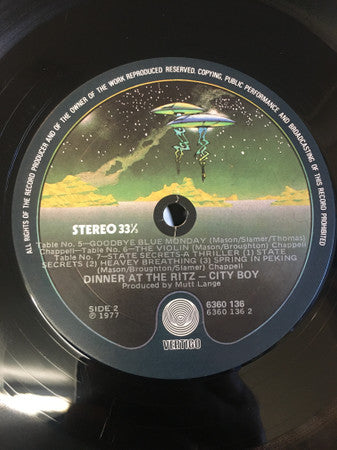 ALL RIGHTS OF THE RECORD PRODUCER AND OF THE OWNER OF THE WORK REPRODUCED RESERVED. COPYING, PUBLIC PERFORMANCE AND BROADCASTING OF THIS RECORD PROHIBITED
STEREO 33⅓
Table No. 5—GOODBYE BLUE MONDAY (Mason/Slamer/Thomas)
Chappell—Table No. 6—THE VIOLIN (Mason/Broughton) Chappell
Table No. 7—STATE SECRETS-A THRILLER (1) STATE
SECRETS (2) HEAVEY BREATHING (3) SPRING IN PEKING
(Mason/Broughton/Slamer) Chappell
DINNER AT THE RITZ — CITY BOY
Produced by Mutt Lange
SIDE 2
℗ 1977
6360 136
6360 136 2
VERTIGO